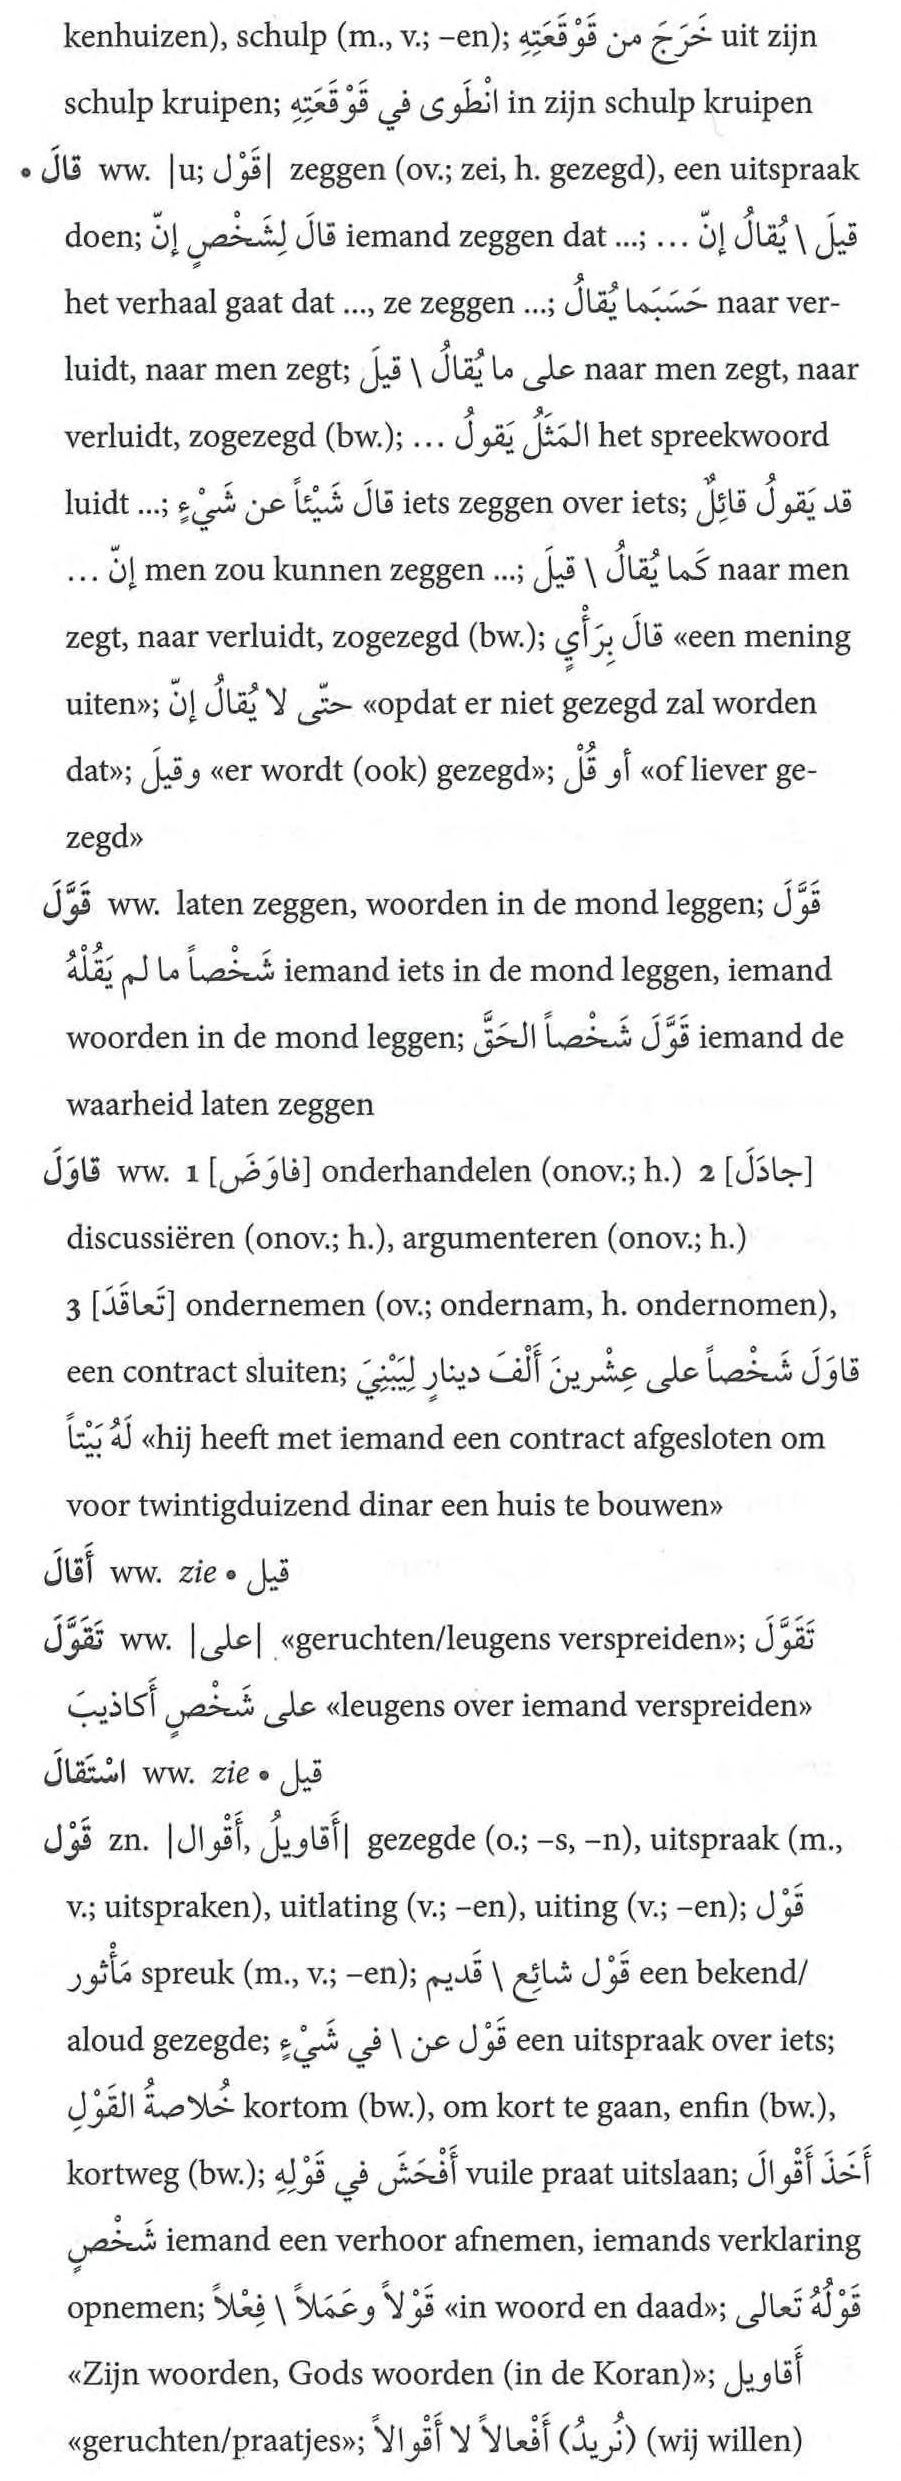 kenhuizen), schulp (m., v.; –en); خَرَجَ من قَوْقَعَتِهِ uit zijn
schulp kruipen; انْطَوى في قَوْقَعَتِهِ in zijn schulp kruipen
• قالَ ww. |u; قَوْل| zeggen (ov.; zei, h. gezegd), een uitspraak
doen; قالَ لِشَخْصٍ إنّ iemand zeggen dat ...; قيلَ \ يُقالُ إنّ ...
het verhaal gaat dat ..., ze zeggen ...; حَسَبَما يُقالُ naar ver-
luidt, naar men zegt; على ما يُقالُ \ قيلَ naar men zegt, naar
verluidt, zogezegd (bw.); المَثَلُ يَقولُ ... het spreekwoord
luidt ...; قالَ شَيْئاً عن شَيْءٍ iets zeggen over iets; قد يَقولُ قائِلٌ
إنّ ... men zou kunnen zeggen ...; كَما يُقالُ \ قيلَ naar men
zegt, naar verluidt, zogezegd (bw.); قالَ بِرَأْيٍ «een mening
uiten»; حتّى لا يُقالُ إنّ «opdat er niet gezegd zal worden
dat»; وقيلَ «er wordt (ook) gezegd»; أو قُلْ «of liever ge-
zegd»
قَوَّلَ ww. laten zeggen, woorden in de mond leggen; قَوَّلَ
شَخْصاً ما لم يَقُلْهُ iemand iets in de mond leggen, iemand
woorden in de mond leggen; قَوَّلَ شَخْصاً الحَقَّ iemand de
waarheid laten zeggen
قاوَلَ ww. 1 [فاوَضَ] onderhandelen (onov.; h.) 2 [جادَلَ]
discussiëren (onov.; h.), argumenteren (onov.; h.)
3 [تَعاقَدَ] ondernemen (ov.; ondernam, h. ondernomen),
een contract sluiten; قاوَلَ شَخْصاً على عِشْرينَ أَلْفَ دينارٍ لِيَبْنِيَ
لَهُ بَيْتاً «hij heeft met iemand een contract afgesloten om
voor twintigduizend dinar een huis te bouwen»
أَقالَ ww. zie • قيل
تَقَوَّلَ ww. |على| «geruchten/leugens verspreiden»; تَقَوَّلَ
على شَخْصٍ أَكاذيبَ «leugens over iemand verspreiden»
اسْتَقالَ ww. zie • قيل
قَوْل zn. |أَقْوال, أَقاويلُ| gezegde (o.; –s, –n), uitspraak (m.,
v.; uitspraken), uitlating (v.; –en), uiting (v.; –en); قَوْل
مَأْثور spreuk (m., v.; –en); قَوْل شائِع \ قَديم een bekend/
aloud gezegde; قَوْل عن \ في شَيْءٍ een uitspraak over iets;
خُلاصةُ القَوْلِ kortom (bw.), om kort te gaan, enfin (bw.),
kortweg (bw.); أَفْحَشَ في قَوْلِهِ vuile praat uitslaan; أَخَذَ أَقْوالَ
شَخْصٍ iemand een verhoor afnemen, iemands verklaring
opnemen; قَوْلاً وعَمَلاً \ فِعْلاً «in woord en daad»; قَوْلُهُ تَعالى
«Zijn woorden, Gods woorden (in de Koran)»; أَقاويل
«geruchten/praatjes»; (نُريدُ) أَفْعالاً لا أَقْوالاً (wij willen)